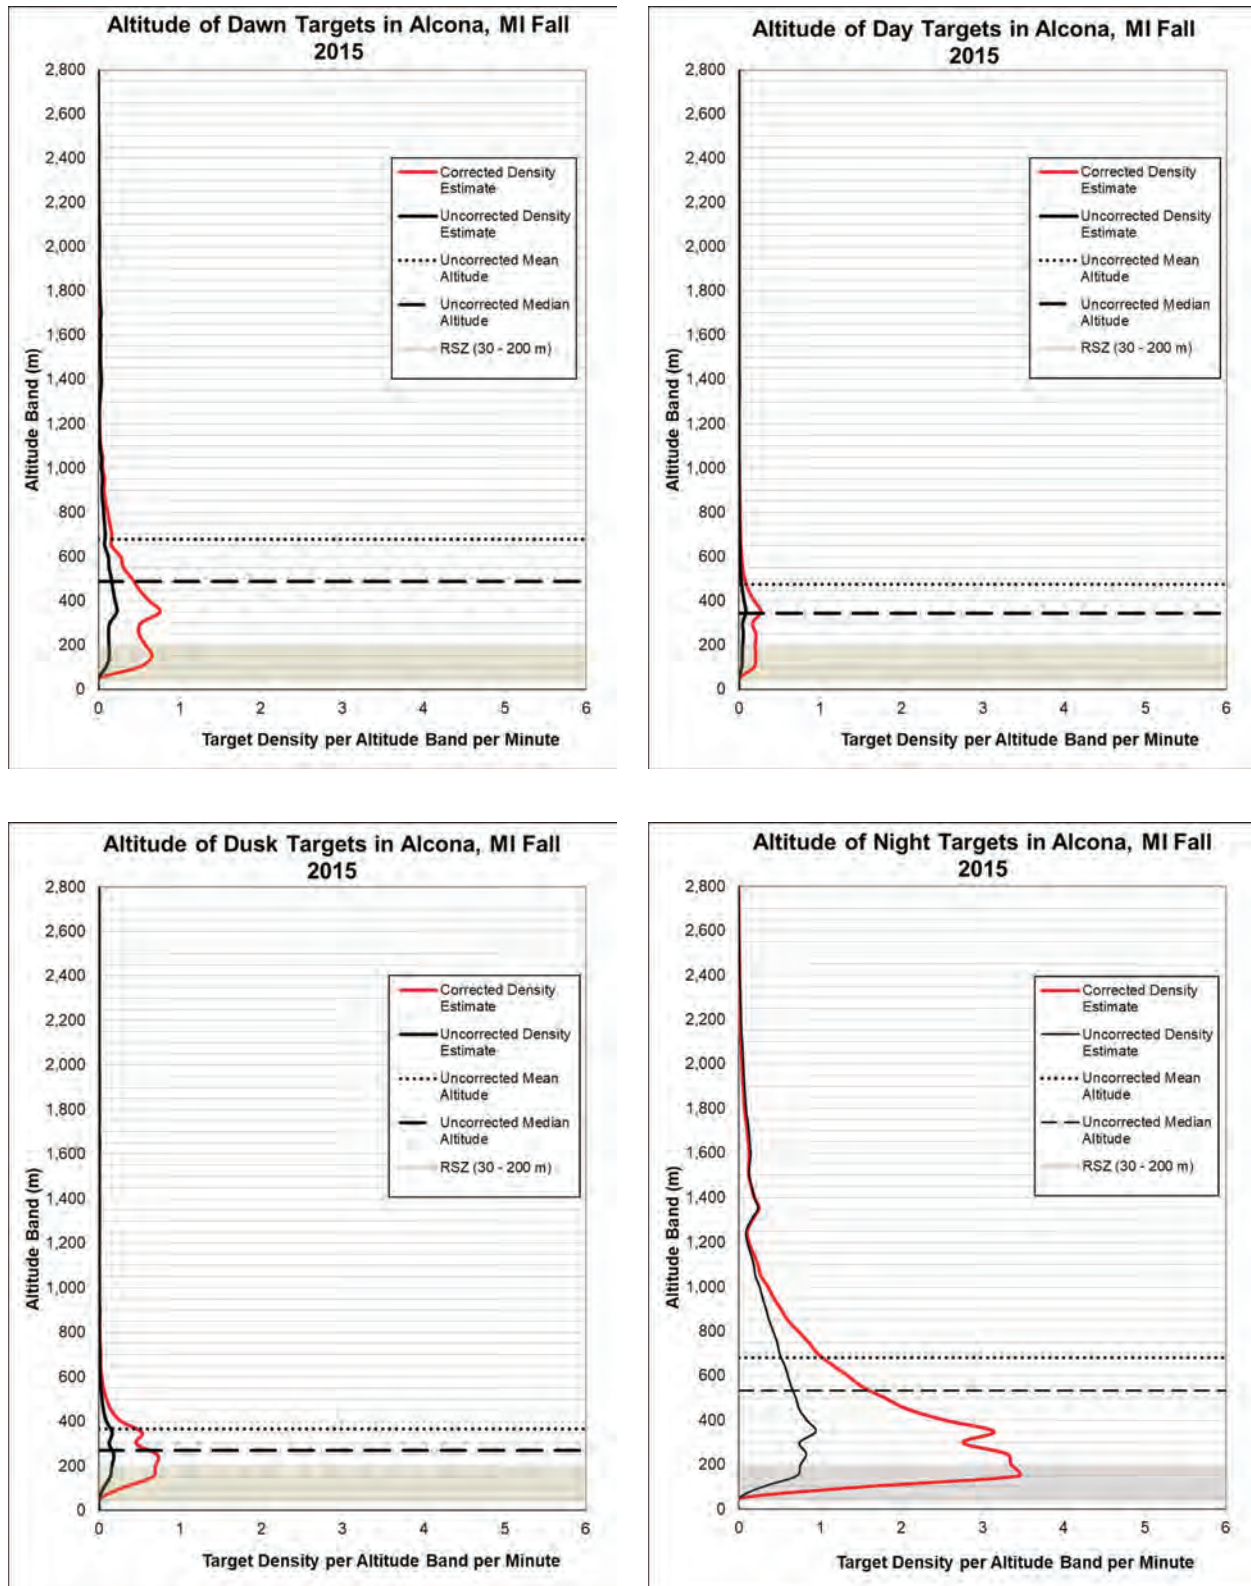 Altitude of Dawn Targets in Alcona, MI Fall
2015
2,800
2,600
2,400
2,200
2,000
1,800
1,600
1,400
1,200
1,000
800
600
400
200
0
Altitude Band (m)
Corrected Density
Estimate
Uncorrected Density
Estimate
Uncorrected Mean
Altitude
Uncorrected Median
Altitude
RSZ (30 - 200 m)
0 1 2 3 4 5 6
Target Density per Altitude Band per Minute
Altitude of Day Targets in Alcona, MI Fall
2015
2,800
2,600
2,400
2,200
2,000
1,800
1,600
1,400
1,200
1,000
800
600
400
200
0
Altitude Band (m)
Corrected Density
Estimate
Uncorrected Density
Estimate
Uncorrected Mean
Altitude
Uncorrected Median
Altitude
RSZ (30 - 200 m)
0 1 2 3 4 5 6
Target Density per Altitude Band per Minute
Altitude of Dusk Targets in Alcona, MI Fall
2015
2,800
2,600
2,400
2,200
2,000
1,800
1,600
1,400
1,200
1,000
800
600
400
200
0
Altitude Band (m)
Corrected Density
Estimate
Uncorrected Density
Estimate
Uncorrected Mean
Altitude
Uncorrected Median
Altitude
RSZ (30 - 200 m)
0 1 2 3 4 5 6
Target Density per Altitude Band per Minute
Altitude of Night Targets in Alcona, MI Fall
2015
2,800
2,600
2,400
2,200
2,000
1,800
1,600
1,400
1,200
1,000
800
600
400
200
0
Altitude Band (m)
Corrected Density
Estimate
Uncorrected Density
Estimate
Uncorrected Mean
Altitude
Uncorrected Median
Altitude
RSZ (30 - 200 m)
0 1 2 3 4 5 6
Target Density per Altitude Band per Minute